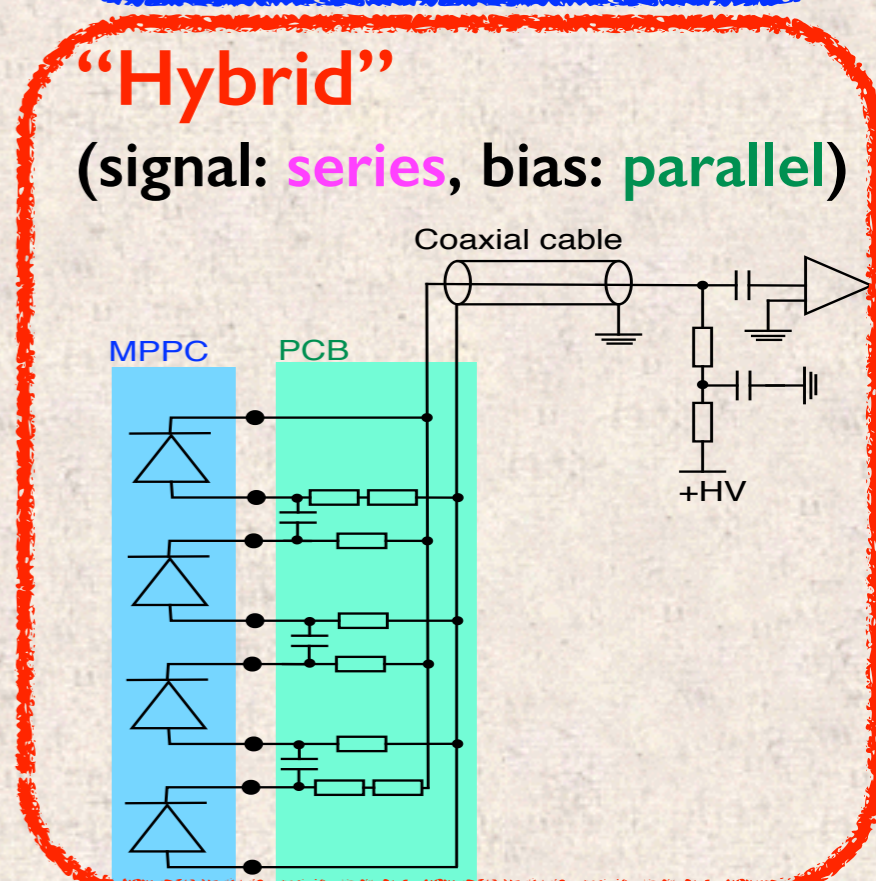 “Hybrid”
(signal: series, bias: parallel)
Coaxial cable
MPPC
PCB
+HV